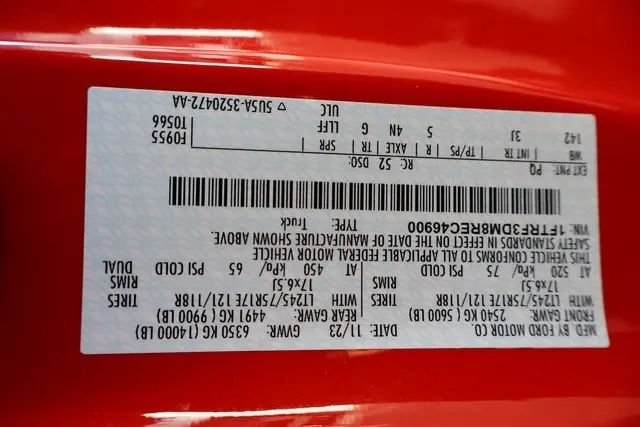 MFD. BY FORD MOTOR CO.
DATE: 11/23 GVWR: 6350 KG (14000 LB)
FRONT GAWR: 2540 KG (5600 LB) REAR GAWR: 4491 KG (9900 LB)
WITH LT245/75R17E 121/118R TIRES WITH LT245/75R17E 121/118R TIRES
17x6.5J RIMS 17x6.5J RIMS
AT 520 kPa/ 75 PSI COLD AT 450 kPa/ 65 PSI COLD DUAL
THIS VEHICLE CONFORMS TO ALL APPLICABLE FEDERAL MOTOR VEHICLE
SAFETY STANDARDS IN EFFECT ON THE DATE OF MANUFACTURE SHOWN ABOVE.
VIN: 1FTRF3DM8REC46900 TYPE: Truck
EXT PNT: PQ RC: 52 DSO: F0955
WB INT TR TP/PS R AXLE TR SPR T0566
142 3J 5 4N G LLFF
ULC ▽ 5USA-3S20472-AA